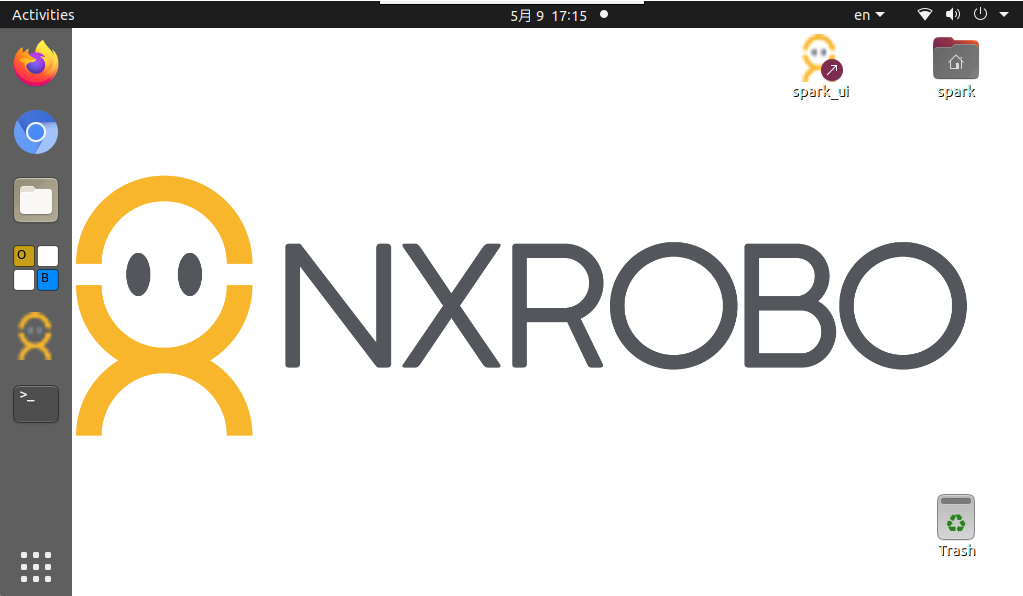 Activities
5月 9 17:15
en
spark_ui
spark
O
B
>_
NXROBO
Trash